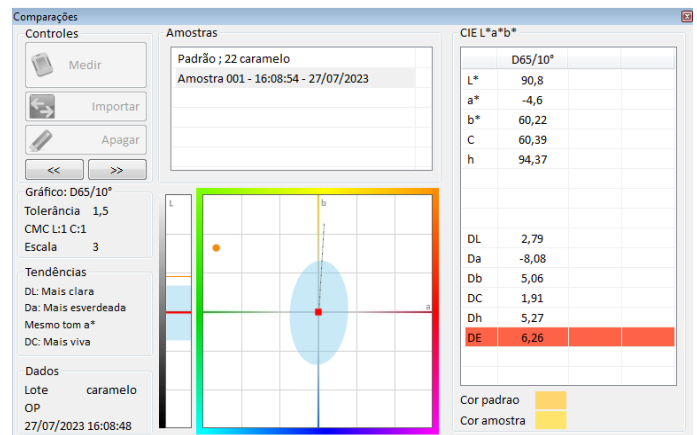 Comparações
Controles
Medir
Importar
Apagar
<< >>
Gráfico: D65/10°
Tolerância 1,5
CMC L:1 C:1
Escala 3
Tendências
DL: Mais clara
Da: Mais esverdeada
Mesmo tom a*
DC: Mais viva
Dados
Lote caramelo
OP
27/07/2023 16:08:48
Amostras
Padrão ; 22 caramelo
Amostra 001 - 16:08:54 - 27/07/2023
L
b
a
CIE L*a*b*
D65/10°
L* 90,8
a* -4,6
b* 60,22
C 60,39
h 94,37
DL 2,79
Da -8,08
Db 5,06
DC 1,91
Dh 5,27
DE 6,26
Cor padrao
Cor amostra